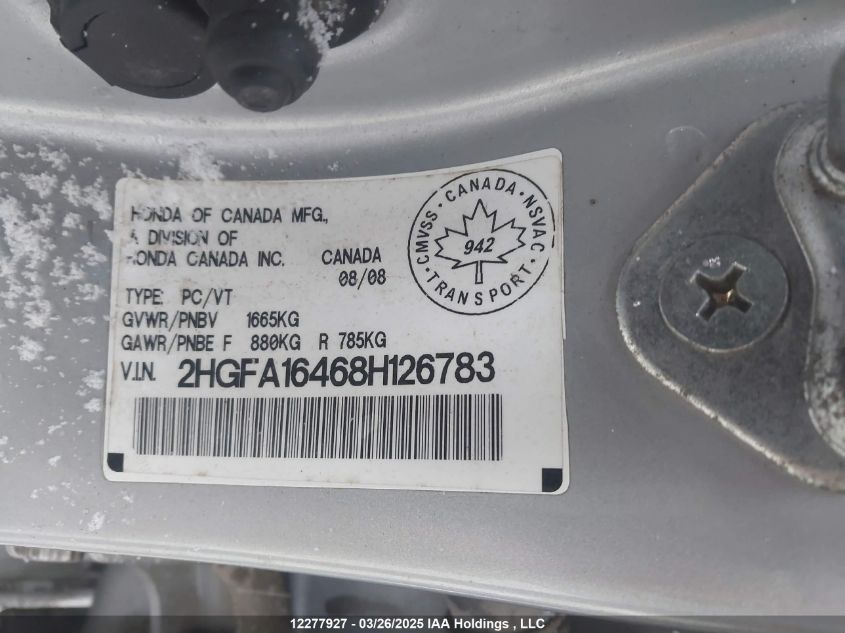 HONDA OF CANADA MFG.,
A DIVISION OF
HONDA CANADA INC. CANADA
08/08
TYPE: PC/VT
GVWR/PNBV 1665KG
GAWR/PNBE F 880KG R 785KG
V.I.N. 2HGFA16468H126783
CMVSS · CANADA · NSVAC · TRANSPORT ·
942
12277927 - 03/26/2025 IAA Holdings , LLC